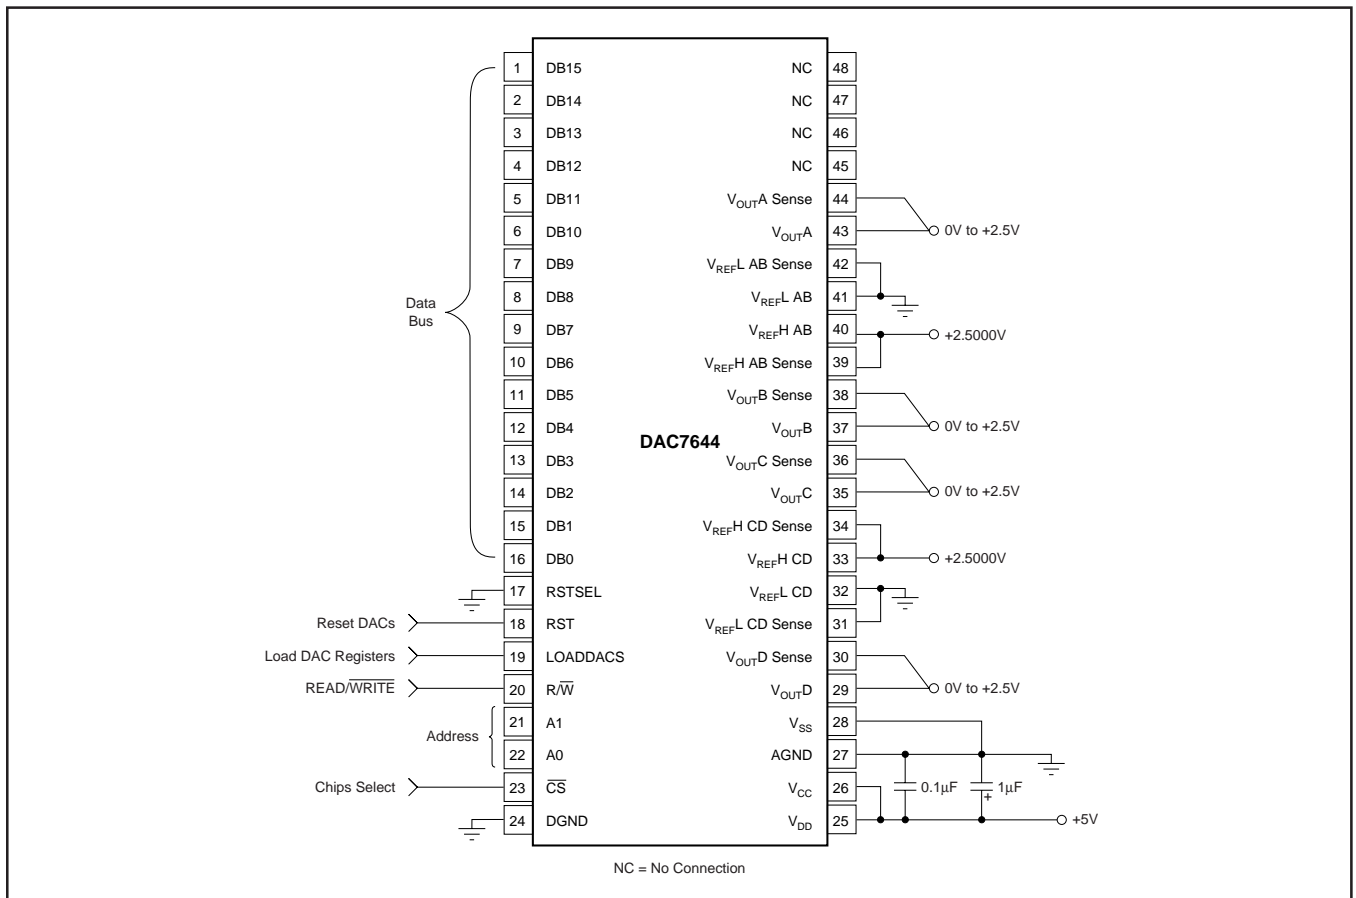 1 DB15 NC 48
2 DB14 NC 47
3 DB13 NC 46
4 DB12 NC 45
5 DB11 VOUTA Sense 44
6 DB10 VOUTA 43 0V to +2.5V
7 DB9 VREFL AB Sense 42
8 DB8 VREFL AB 41
Data
Bus
9 DB7 VREFH AB 40 +2.5000V
10 DB6 VREFH AB Sense 39
11 DB5 VOUTB Sense 38
12 DB4 VOUTB 37 0V to +2.5V
DAC7644
13 DB3 VOUTC Sense 36
14 DB2 VOUTC 35 0V to +2.5V
15 DB1 VREFH CD Sense 34
16 DB0 VREFH CD 33 +2.5000V
17 RSTSEL VREFL CD 32
Reset DACs 18 RST VREFL CD Sense 31
Load DAC Registers 19 LOADDACS VOUTD Sense 30
READ/WRITE 20 R/W VOUTD 29 0V to +2.5V
21 A1 VSS 28
Address
22 A0 AGND 27
Chips Select 23 CS VCC 26 0.1µF 1µF
+
24 DGND VDD 25 +5V
NC = No Connection